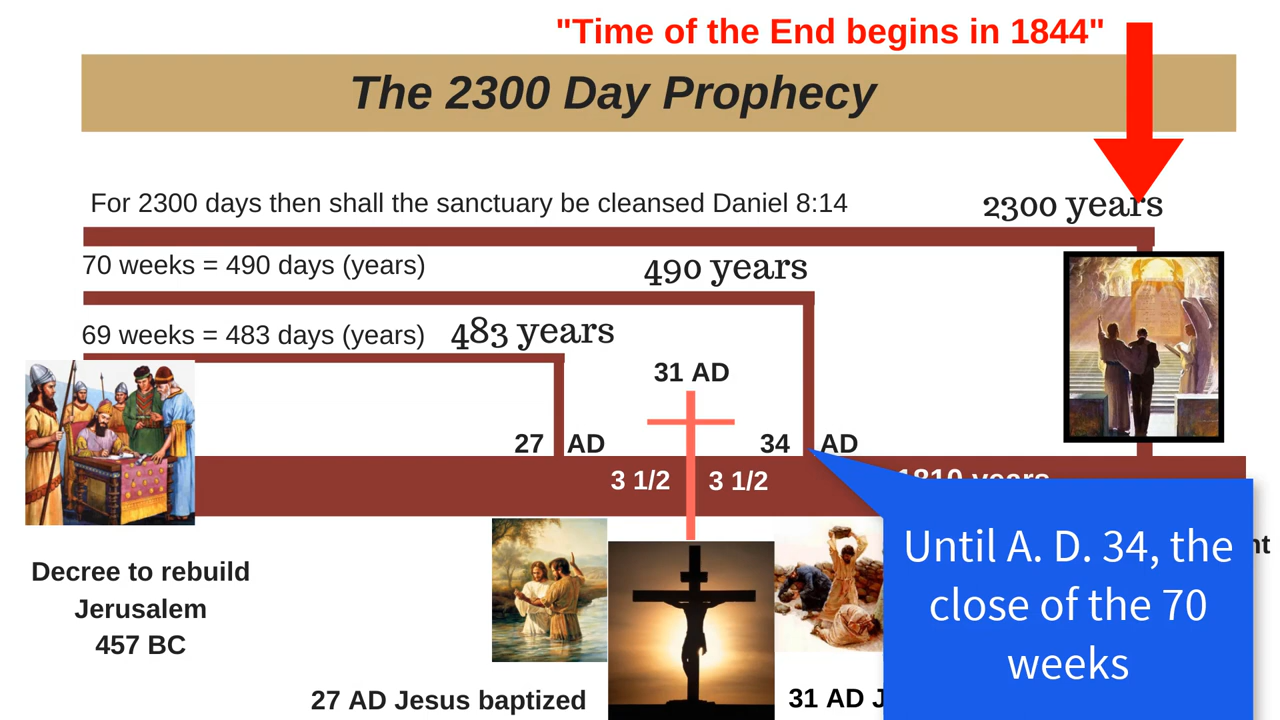 "Time of the End begins in 1844"
The 2300 Day Prophecy
For 2300 days then shall the sanctuary be cleansed Daniel 8:14
2300 years
70 weeks = 490 days (years)
490 years
69 weeks = 483 days (years)
483 years
31 AD
27 AD
34 AD
3 1/2
3 1/2
1810 years
Until A. D. 34, the
close of the 70
weeks
Decree to rebuild
Jerusalem
457 BC
27 AD Jesus baptized
31 AD